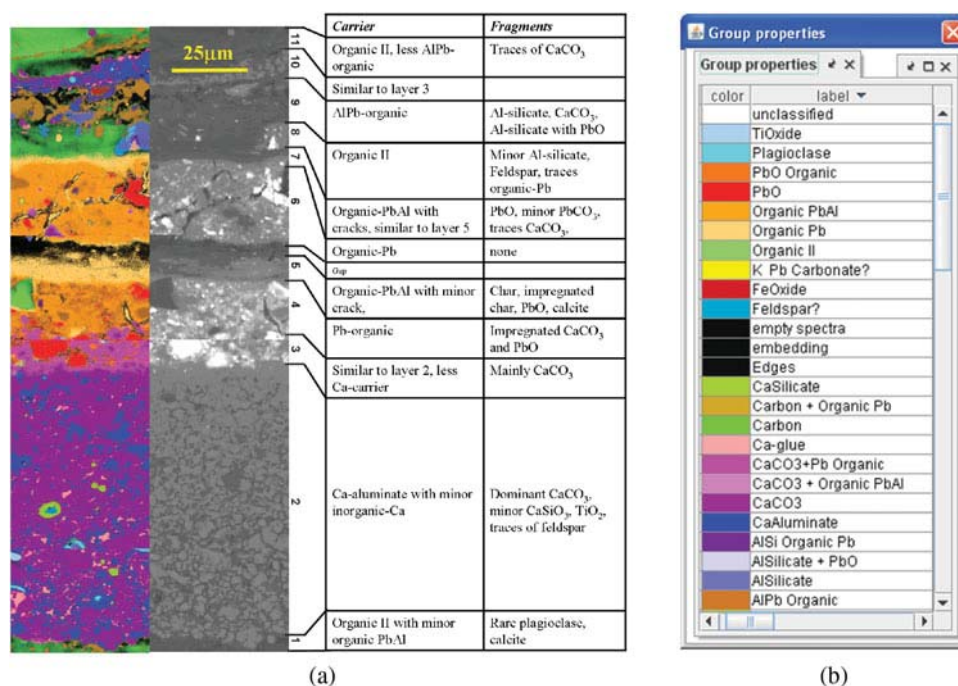 Carrier Fragments
Organic II, less AlPb-organic Traces of CaCO3
Similar to layer 3
AlPb-organic Al-silicate, CaCO3, Al-silicate with PbO
Organic II Minor Al-silicate, Feldspar, traces organic-Pb
Organic-PbAl with cracks, similar to layer 5 PbO, minor PbCO3, traces CaCO3.
Organic-Pb none
Gap
Organic-PbAl with minor crack, Char, impregnated char, PbO, calcite
Pb-organic Impregnated CaCO3 and PbO
Similar to layer 2, less Ca-carrier Mainly CaCO3
Ca-aluminate with minor inorganic-Ca Dominant CaCO3, minor CaSiO3, TiO2, traces of feldspar
Organic II with minor organic PbAl Rare plagioclase, calcite
25μm
11
10
9
8
7
6
5
4
3
2
1
(a)
Group properties
Group properties
color label
unclassified
TiOxide
Plagioclase
PbO Organic
PbO
Organic PbAl
Organic Pb
Organic II
K Pb Carbonate?
FeOxide
Feldspar?
empty spectra
embedding
Edges
CaSilicate
Carbon + Organic Pb
Carbon
Ca-glue
CaCO3+Pb Organic
CaCO3 + Organic PbAl
CaCO3
CaAluminate
AlSi Organic Pb
AlSilicate + PbO
AlSilicate
AlPb Organic
(b)